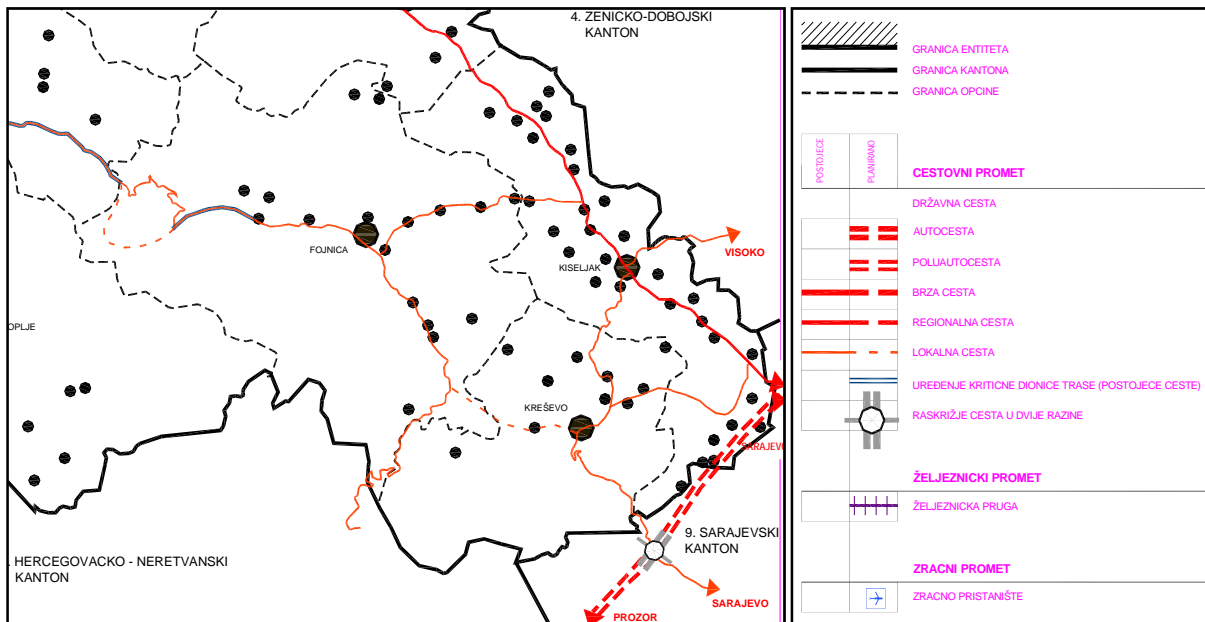 4. ZENICKO-DOBOJSKI
KANTON
FOJNICA
KISELJAK
VISOKO
OPLJE
KREŠEVO
SARAJEVO
9. SARAJEVSKI
KANTON
HERCEGOVACKO - NERETVANSKI
KANTON
SARAJEVO
PROZOR
GRANICA ENTITETA
GRANICA KANTONA
GRANICA OPCINE
POSTOJECE
PLANIRANO
CESTOVNI PROMET
DRŽAVNA CESTA
AUTOCESTA
POLUAUTOCESTA
BRZA CESTA
REGIONALNA CESTA
LOKALNA CESTA
UREĐENJE KRITICNE DIONICE TRASE (POSTOJECE CESTE)
RASKRIŽJE CESTA U DVIJE RAZINE
ŽELJEZNICKI PROMET
ŽELJEZNICKA PRUGA
ZRACNI PROMET
ZRACNO PRISTANIŠTE